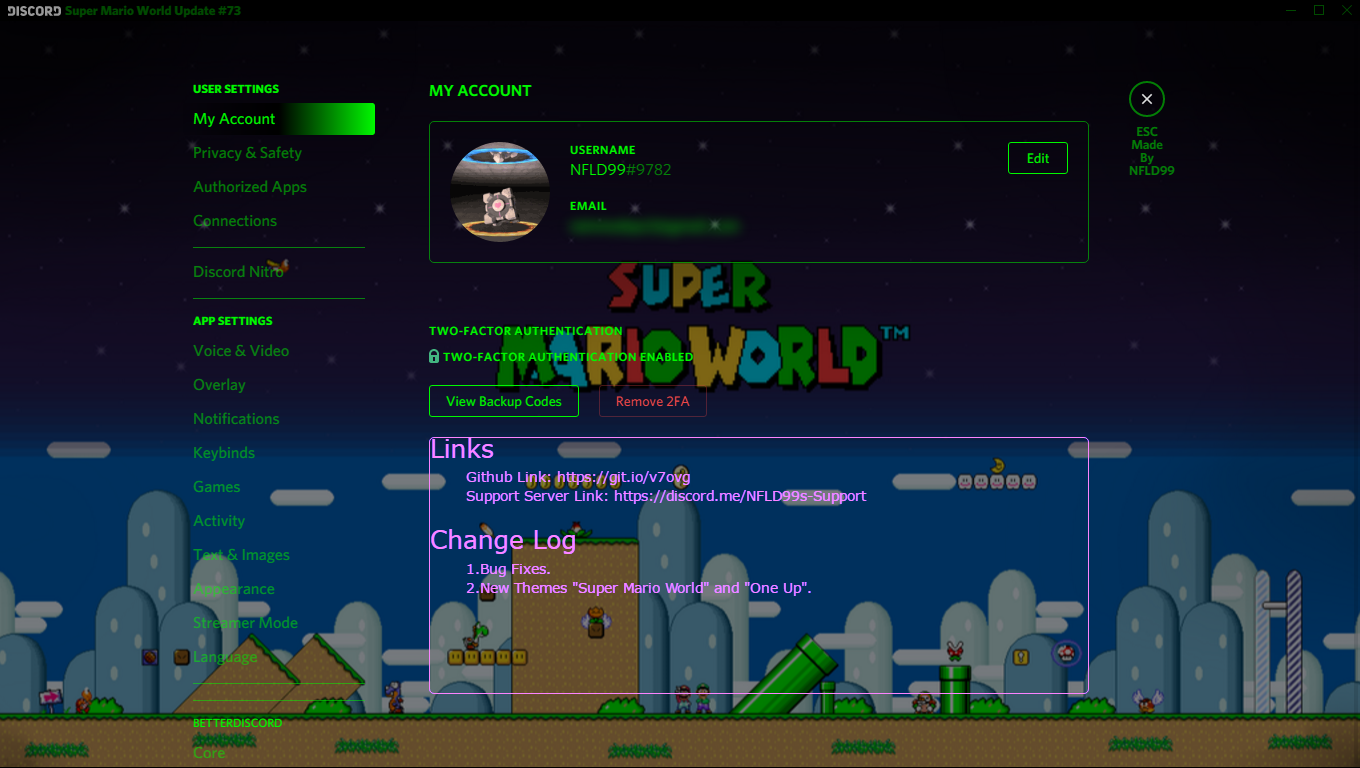 DISCORD Super Mario World Update #73
USER SETTINGS
My Account
Privacy & Safety
Authorized Apps
Connections
Discord Nitro
APP SETTINGS
Voice & Video
Overlay
Notifications
Keybinds
Games
Activity
Text & Images
Appearance
Streamer Mode
Language
BETTERDISCORD
Core
MY ACCOUNT
USERNAME
NFLD99#9782
Edit
EMAIL
ESC
Made
By
NFLD99
SUPER
MARIO WORLD™
TWO-FACTOR AUTHENTICATION
TWO-FACTOR AUTHENTICATION ENABLED
View Backup Codes
Remove 2FA
Links
Github Link: https://git.io/v7ovg
Support Server Link: https://discord.me/NFLD99s-Support
Change Log
1.Bug Fixes.
2.New Themes "Super Mario World" and "One Up".